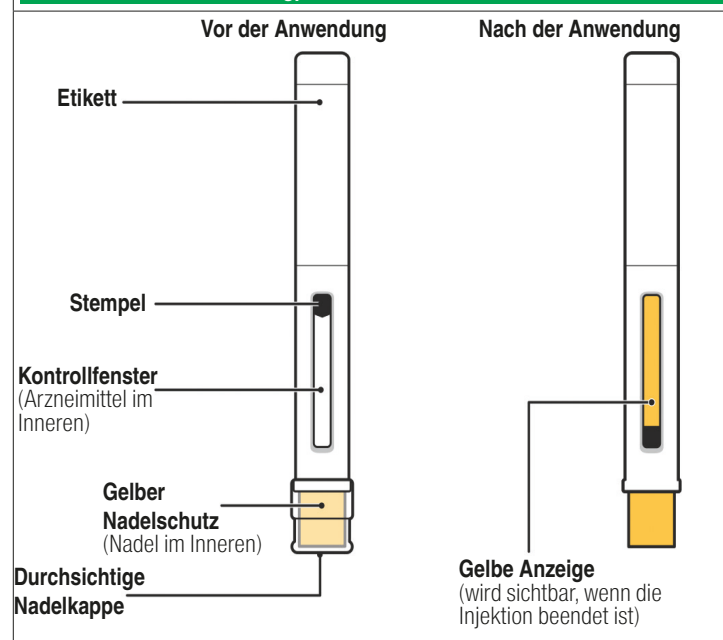 Vor der Anwendung
Nach der Anwendung
Etikett
Stempel
Kontrollfenster
(Arzneimittel im
Inneren)
Gelber
Nadelschutz
(Nadel im Inneren)
Durchsichtige
Nadelkappe
Gelbe Anzeige
(wird sichtbar, wenn die
Injektion beendet ist)